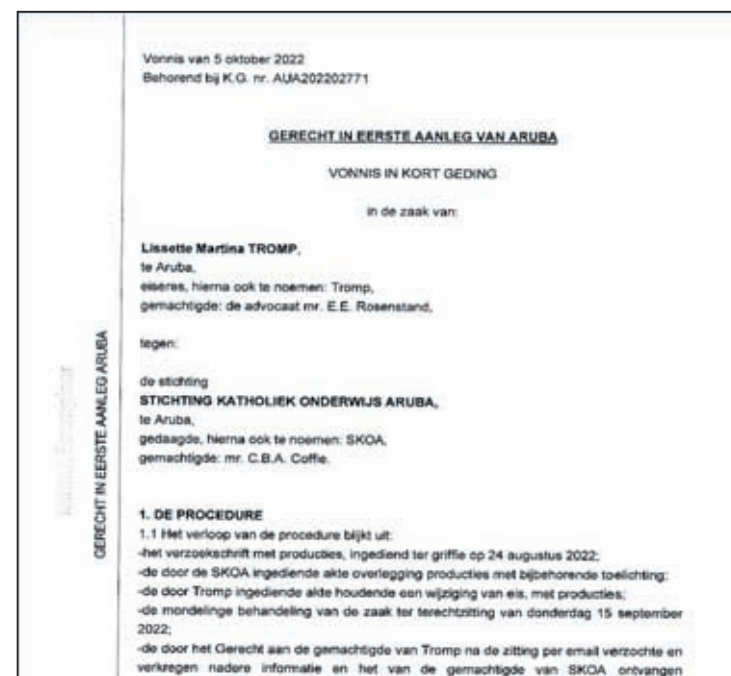 Vonnis van 5 oktober 2022
Behorend bij K.G. nr. AUA202202771
GERECHT IN EERSTE AANLEG VAN ARUBA
VONNIS IN KORT GEDING
in de zaak van:
Lissette Martina TROMP,
te Aruba,
eiseres, hierna ook te noemen: Tromp,
gemachtigde: de advocaat mr. E.E. Rosenstand,
tegen:
de stichting
STICHTING KATHOLIEK ONDERWIJS ARUBA,
te Aruba,
gedaagde, hierna ook te noemen: SKOA,
gemachtigde: mr. C.B.A. Coffie.
1. DE PROCEDURE
1.1 Het verloop van de procedure blijkt uit:
-het verzoekschrift met producties, ingediend ter griffie op 24 augustus 2022;
-de door de SKOA ingediende akte overlegging producties met bijbehorende toelichting;
-de door Tromp ingediende akte houdende een wijziging van eis, met producties;
-de mondelinge behandeling van de zaak ter terechtzitting van donderdag 15 september
2022;
-de door het Gerecht aan de gemachtigde van Tromp na de zitting per email verzochte en
verkregen nadere informatie en het van de gemachtigde van SKOA ontvangen
GERECHT IN EERSTE AANLEG ARUBA